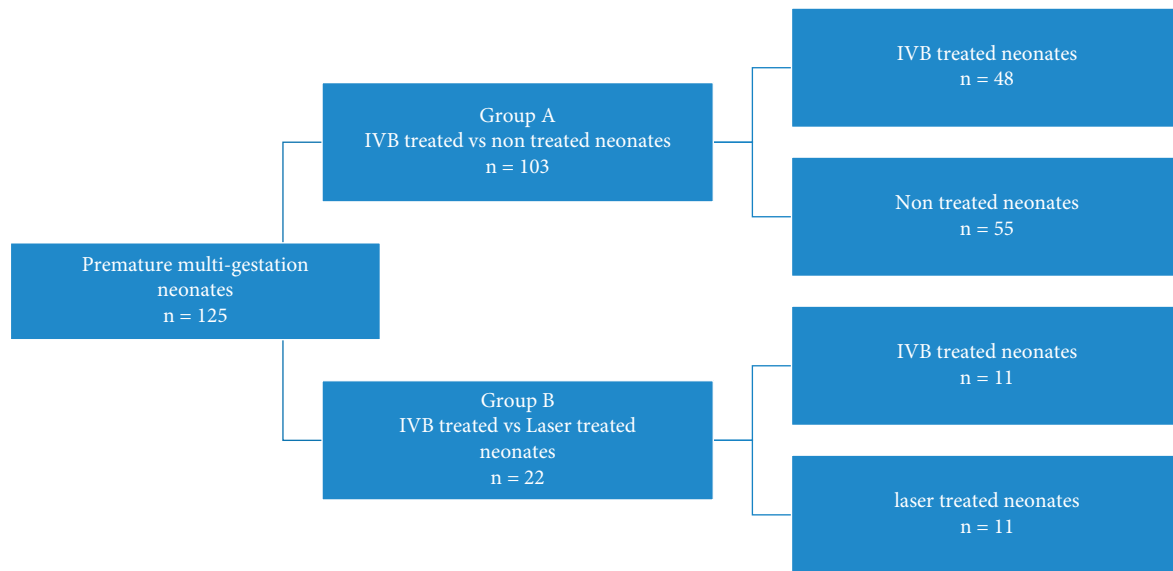 Premature multi-gestation
neonates
n = 125
Group A
IVB treated vs non treated neonates
n = 103
Group B
IVB treated vs Laser treated
neonates
n = 22
IVB treated neonates
n = 48
Non treated neonates
n = 55
IVB treated neonates
n = 11
laser treated neonates
n = 11